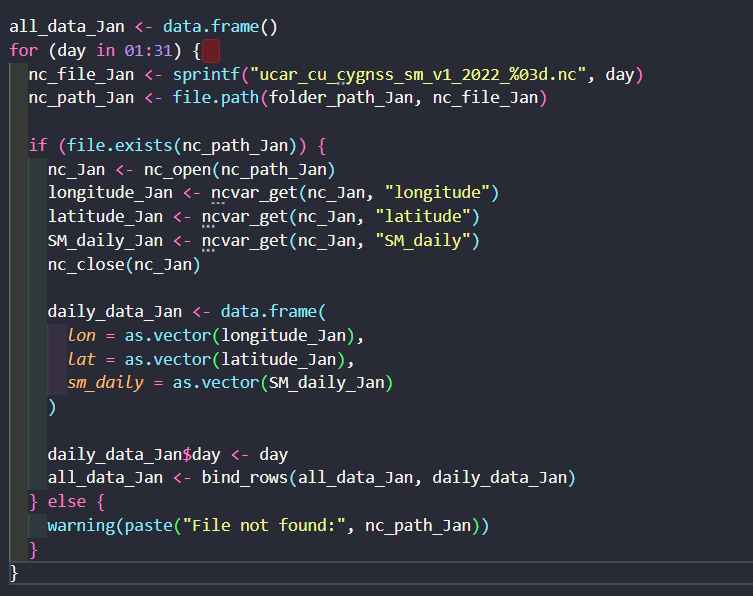 all_data_Jan <- data.frame()
for (day in 01:31) {
  nc_file_Jan <- sprintf("ucar_cu_cygnss_sm_v1_2022_%03d.nc", day)
  nc_path_Jan <- file.path(folder_path_Jan, nc_file_Jan)

  if (file.exists(nc_path_Jan)) {
    nc_Jan <- nc_open(nc_path_Jan)
    longitude_Jan <- ncvar_get(nc_Jan, "longitude")
    latitude_Jan <- ncvar_get(nc_Jan, "latitude")
    SM_daily_Jan <- ncvar_get(nc_Jan, "SM_daily")
    nc_close(nc_Jan)

    daily_data_Jan <- data.frame(
      lon = as.vector(longitude_Jan),
      lat = as.vector(latitude_Jan),
      sm_daily = as.vector(SM_daily_Jan)
    )

    daily_data_Jan$day <- day
    all_data_Jan <- bind_rows(all_data_Jan, daily_data_Jan)
  } else {
    warning(paste("File not found:", nc_path_Jan))
  }
}